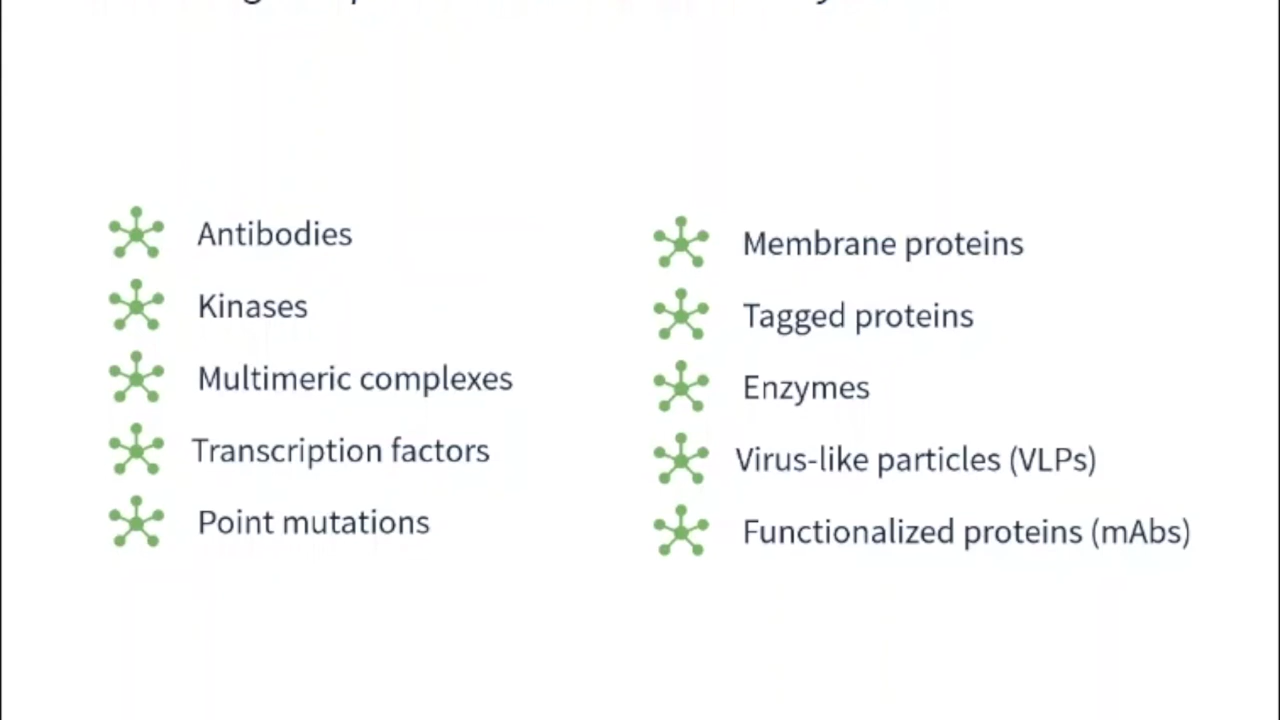 Antibodies
Kinases
Multimeric complexes
Transcription factors
Point mutations
Membrane proteins
Tagged proteins
Enzymes
Virus-like particles (VLPs)
Functionalized proteins (mAbs)